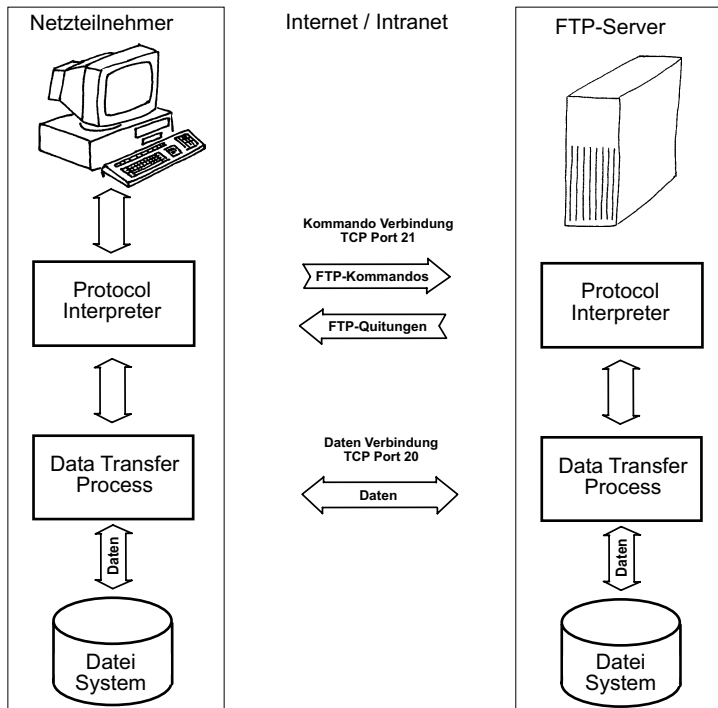 Netzteilnehmer
Internet / Intranet
FTP-Server
Kommando Verbindung
TCP Port 21
FTP-Kommandos
FTP-Quitungen
Protocol
Interpreter
Protocol
Interpreter
Daten Verbindung
TCP Port 20
Daten
Data Transfer
Process
Data Transfer
Process
Daten
Daten
Datei
System
Datei
System